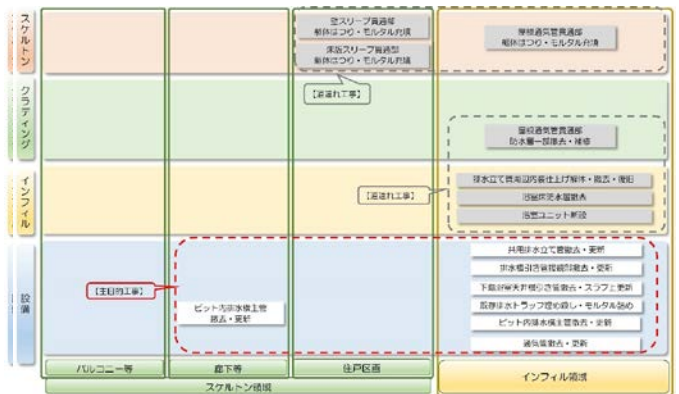 スケルトン
壁スリーブ貫通部
躯体はつり・モルタル充填
床版スリーブ貫通部
躯体はつり・モルタル充填
屋根通気管貫通部
躯体はつり・モルタル充填
【道連れ工事】
クラディング
屋根通気管貫通部
防水層一部撤去・補修
インフィル
排水立て管周辺内装仕上げ解体・撤去・復旧
浴室床防水層撤去
浴室ユニット新設
【道連れ工事】
設備
【主目的工事】
ピット内排水横主管
撤去・更新
共用排水立て管撤去・更新
排水横引き管接続部撤去・更新
下階浴室天井横引き管撤去・スラブ上更新
既存排水トラップ埋め殺し・モルタル詰め
ピット内排水横主管撤去・更新
通気管撤去・更新
バルコニー等
廊下等
住戸区画
スケルトン領域
インフィル領域